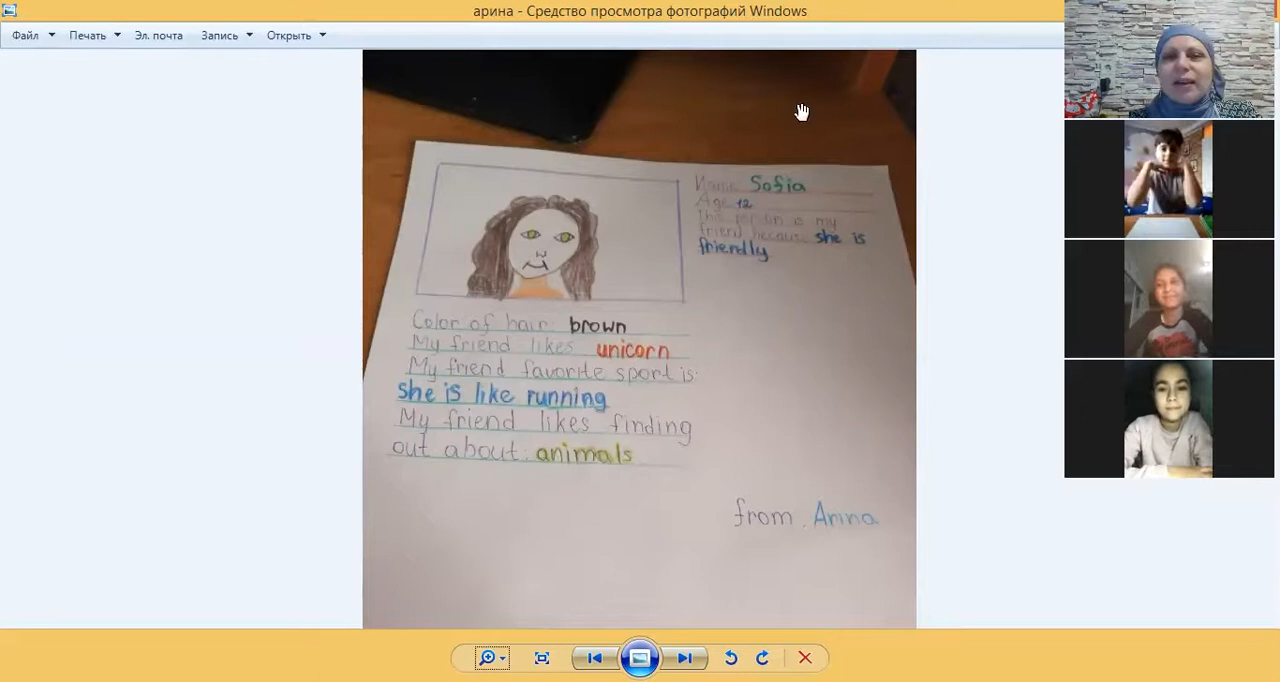 арина - Средство просмотра фотографий Windows
Файл Печать Эл. почта Запись Открыть
Name Sofia
Age 12
This person is my
friend because she is
friendly
Color of hair: brown
My friend likes unicorn
My friend favorite sport is:
she is like running
My friend likes finding
out about: animals
from. Arina